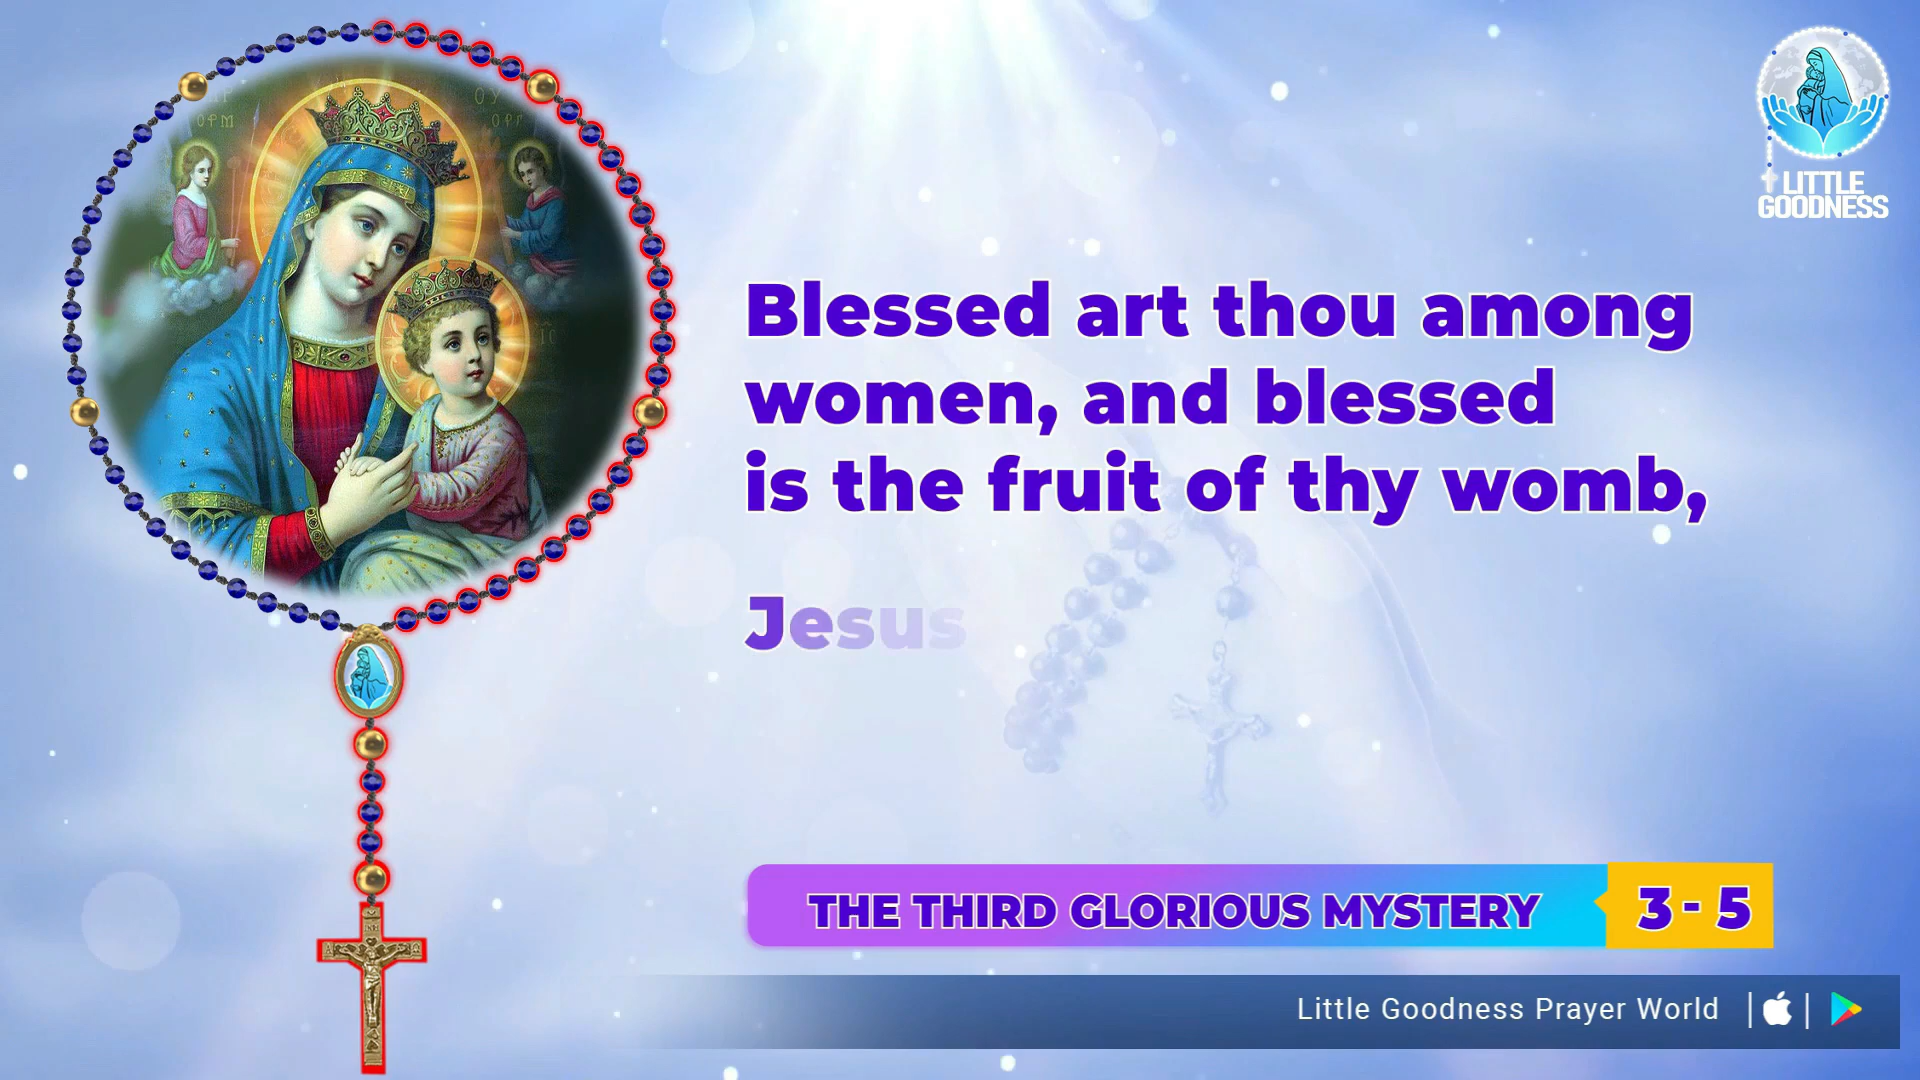 LITTLE
GOODNESS
Blessed art thou among
women, and blessed
is the fruit of thy womb,
Jesus
THE THIRD GLORIOUS MYSTERY
3 - 5
Little Goodness Prayer World